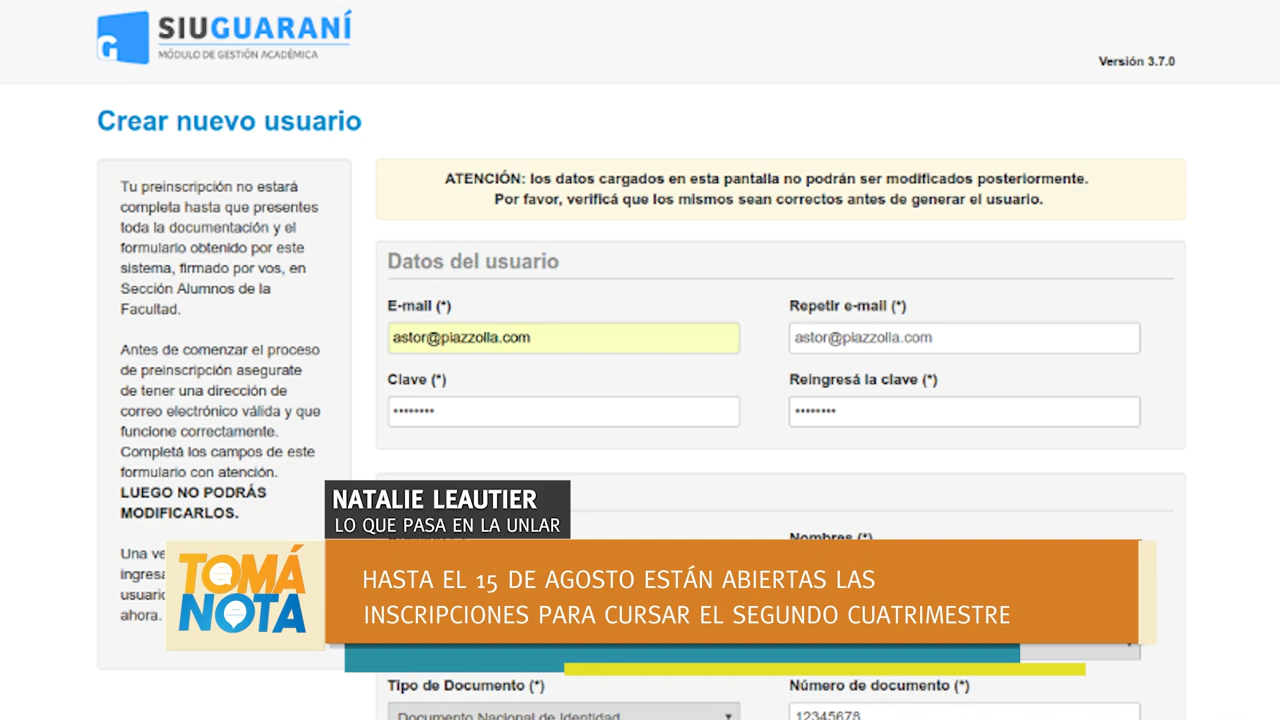 SIUGUARANÍ
MÓDULO DE GESTIÓN ACADÉMICA
Versión 3.7.0
Crear nuevo usuario
Tu preinscripción no estará
completa hasta que presentes
toda la documentación y el
formulario obtenido por este
sistema, firmado por vos, en
Sección Alumnos de la
Facultad.
Antes de comenzar el proceso
de preinscripción asegurate
de tener una dirección de
correo electrónico válida y que
funcione correctamente.
Completá los campos de este
formulario con atención.
LUEGO NO PODRÁS
MODIFICARLOS.
Una
ahora.
ATENCIÓN: los datos cargados en esta pantalla no podrán ser modificados posteriormente.
Por favor, verificá que los mismos sean correctos antes de generar el usuario.
Datos del usuario
E-mail (*)
Repetir e-mail (*)
astor@piazzolla.com
astor@piazzolla.com
Clave (*)
Reingresá la clave (*)
••••••••
••••••••
Nombres (*)
NATALIE LEAUTIER
LO QUE PASA EN LA UNLAR
TOMÁ
NOTA
HASTA EL 15 DE AGOSTO ESTÁN ABIERTAS LAS
INSCRIPCIONES PARA CURSAR EL SEGUNDO CUATRIMESTRE
Tipo de Documento (*)
Número de documento (*)
Documento Nacional de Identidad
12345678